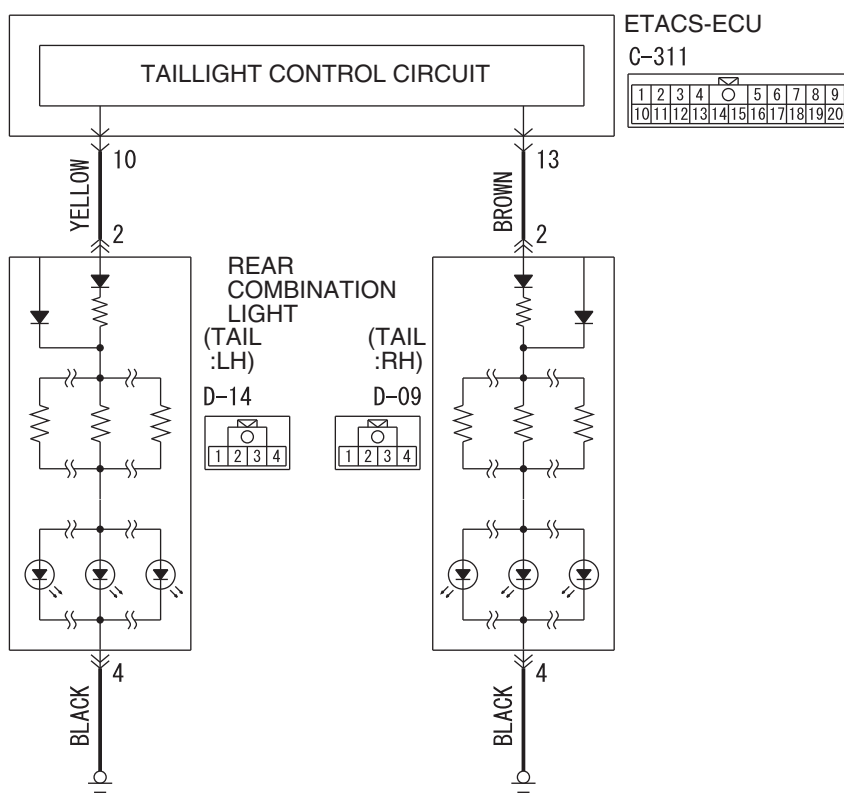 ETACS-ECU
C-311
TAILLIGHT CONTROL CIRCUIT
1 2 3 4 5 6 7 8 9
10 11 12 13 14 15 16 17 18 19 20
10
13
YELLOW
BROWN
2
2
REAR
COMBINATION
LIGHT
(TAIL
:LH)
(TAIL
:RH)
D-14
D-09
1 2 3 4
1 2 3 4
4
4
BLACK
BLACK